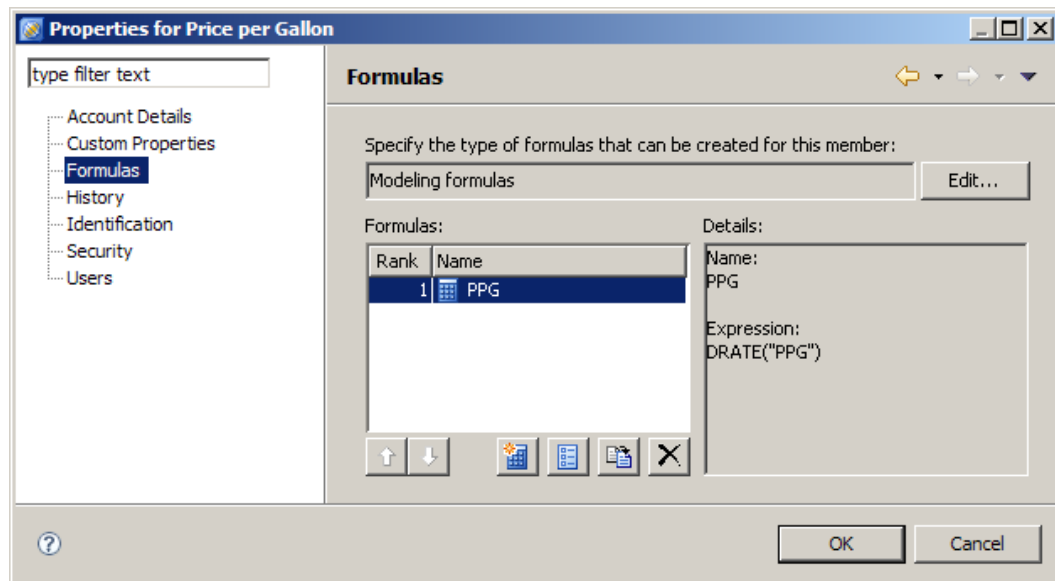 Properties for Price per Gallon
type filter text
Account Details
Custom Properties
Formulas
History
Identification
Security
Users
Formulas
Specify the type of formulas that can be created for this member:
Modeling formulas
Edit...
Formulas:
Rank Name
1 PPG
Details:
Name:
PPG
Expression:
DRATE("PPG")
OK
Cancel